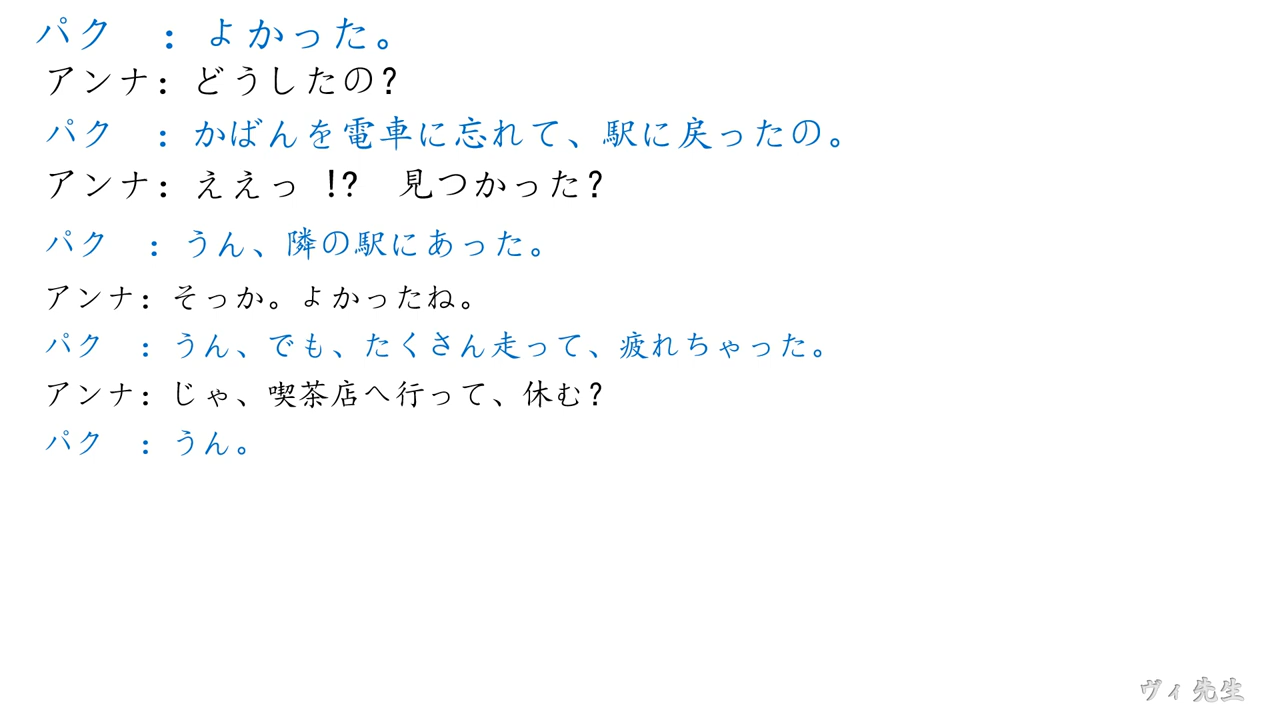 パク　：よかった。
アンナ：どうしたの？
パク　：かばんを電車に忘れて、駅に戻ったの。
アンナ：ええっ !?　見つかった？
パク　：うん、隣の駅にあった。
アンナ：そっか。よかったね。
パク　：うん、でも、たくさん走って、疲れちゃった。
アンナ：じゃ、喫茶店へ行って、休む？
パク　：うん。
ヴィ先生